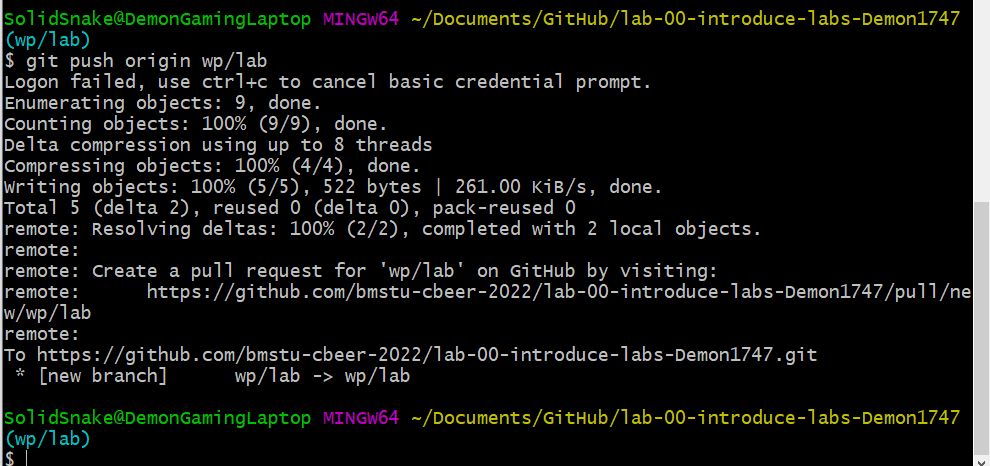 SolidSnake@DemonGamingLaptop MINGW64 ~/Documents/GitHub/lab-00-introduce-labs-Demon1747
(wp/lab)
$ git push origin wp/lab
Logon failed, use ctrl+c to cancel basic credential prompt.
Enumerating objects: 9, done.
Counting objects: 100% (9/9), done.
Delta compression using up to 8 threads
Compressing objects: 100% (4/4), done.
Writing objects: 100% (5/5), 522 bytes | 261.00 KiB/s, done.
Total 5 (delta 2), reused 0 (delta 0), pack-reused 0
remote: Resolving deltas: 100% (2/2), completed with 2 local objects.
remote:
remote: Create a pull request for 'wp/lab' on GitHub by visiting:
remote:      https://github.com/bmstu-cbeer-2022/lab-00-introduce-labs-Demon1747/pull/ne
w/wp/lab
remote:
To https://github.com/bmstu-cbeer-2022/lab-00-introduce-labs-Demon1747.git
 * [new branch]      wp/lab -> wp/lab
SolidSnake@DemonGamingLaptop MINGW64 ~/Documents/GitHub/lab-00-introduce-labs-Demon1747
(wp/lab)
$